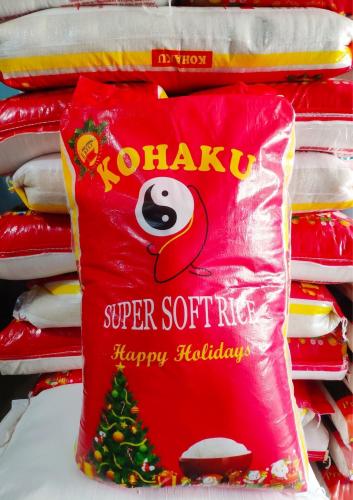 KOHAKU
KOHAKU
SUPER SOFT RICE
Happy Holidays